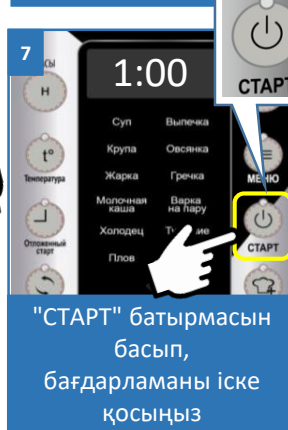 7
1:00
СТАРТ
Н
Суп Выпечка
t°
Крупа Овсянка
Температура
МЕНЮ
Жарка Гречка
Молочная каша
Варка на пару
Отложенный старт
Холодец
СТАРТ
Плов
"СТАРТ" батырмасын
басып,
бағдарламаны іске
қосыңыз